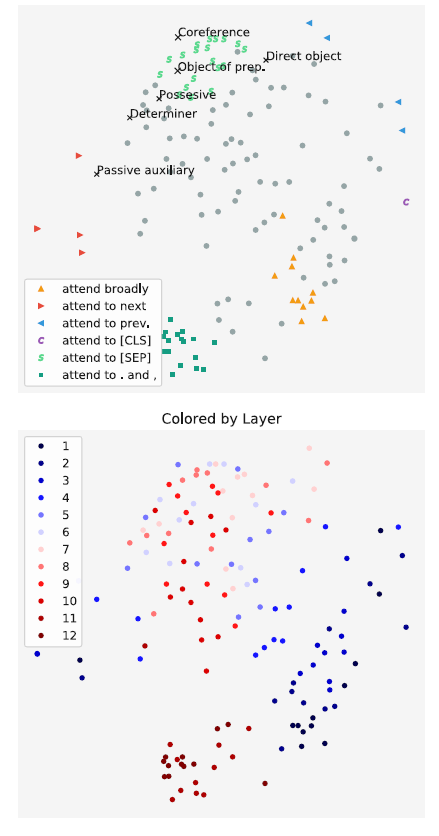 Coreference
Direct object
Object of prep.
Possesive
Determiner
Passive auxiliary
c
attend broadly
attend to next
attend to prev.
c attend to [CLS]
s attend to [SEP]
attend to . and ,
Colored by Layer
1
2
3
4
5
6
7
8
9
10
11
12